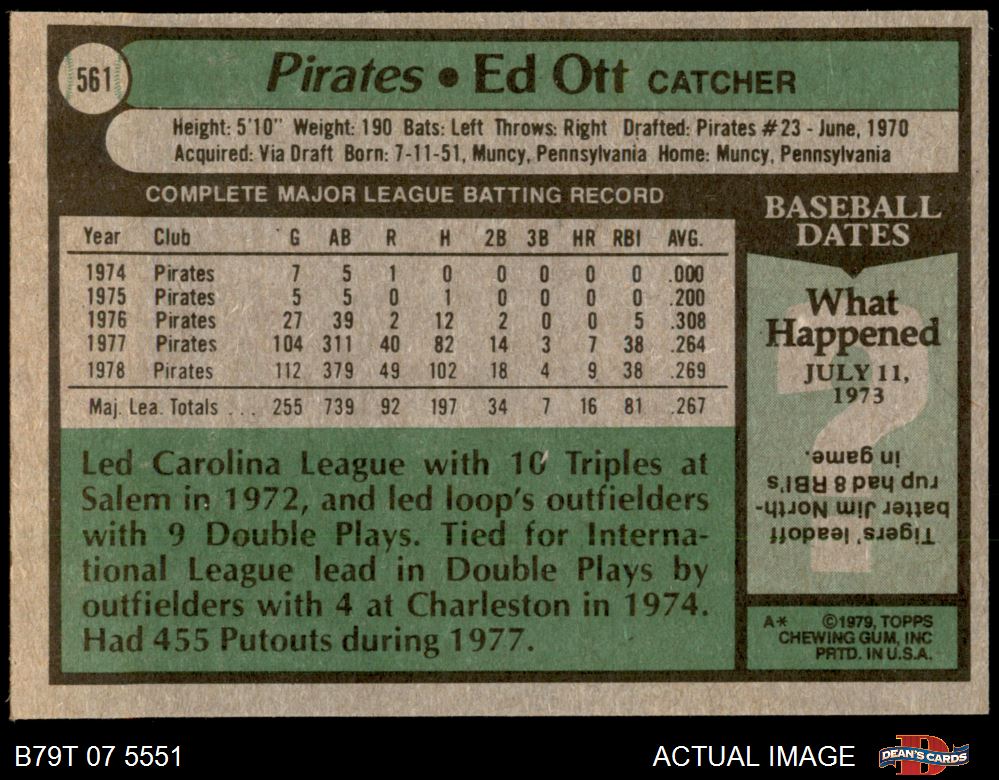 561
Pirates • Ed Ott CATCHER
Height: 5'10" Weight: 190 Bats: Left Throws: Right Drafted: Pirates #23 - June, 1970
Acquired: Via Draft Born: 7-11-51, Muncy, Pennsylvania Home: Muncy, Pennsylvania
COMPLETE MAJOR LEAGUE BATTING RECORD
Year Club G AB R H 2B 3B HR RBI AVG.
1974 Pirates 7 5 1 0 0 0 0 0 .000
1975 Pirates 5 5 0 1 0 0 0 0 .200
1976 Pirates 27 39 2 12 2 0 0 5 .308
1977 Pirates 104 311 40 82 14 3 7 38 .264
1978 Pirates 112 379 49 102 18 4 9 38 .269
Maj. Lea. Totals . . . 255 739 92 197 34 7 16 81 .267
Led Carolina League with 10 Triples at
Salem in 1972, and led loop's outfielders
with 9 Double Plays. Tied for Interna-
tional League lead in Double Plays by
outfielders with 4 at Charleston in 1974.
Had 455 Putouts during 1977.
BASEBALL
DATES
What
Happened
JULY 11,
1973
Tigers' leadoff
batter Jim North-
rup had 8 RBI's
in game.
A* ©1979, TOPPS
CHEWING GUM, INC
PRTD. IN U.S.A.
B79T 07 5551
ACTUAL IMAGE
DEAN'S CARDS